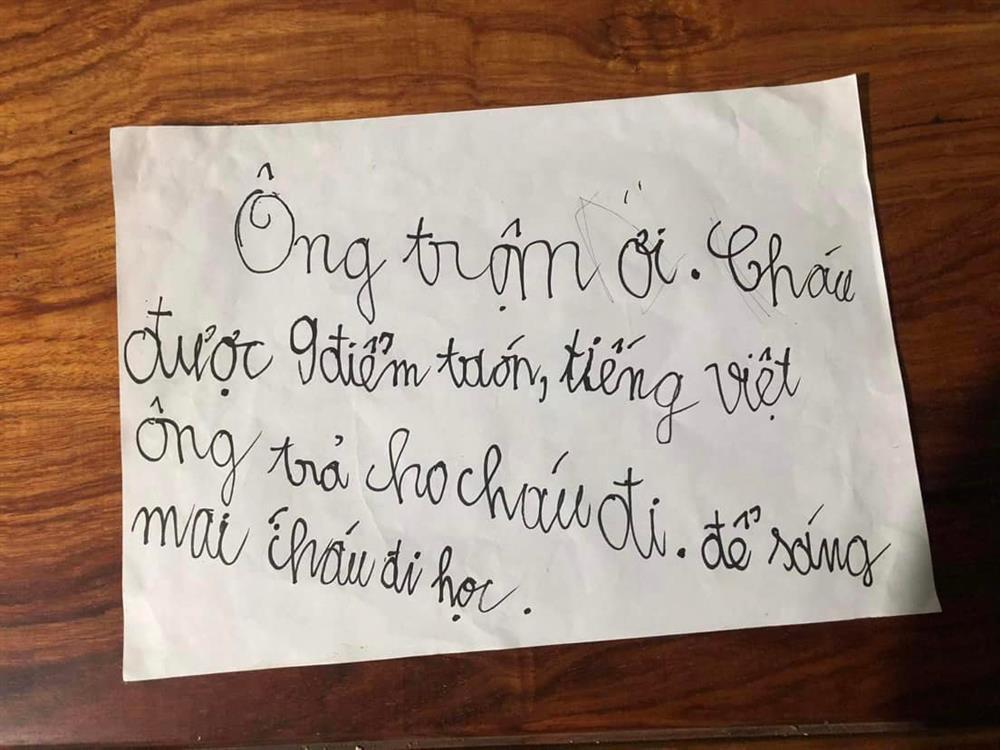 Ông trộm ới. Cháu
được 9 điểm toán, tiếng việt
ông trả cho cháu đi. để sáng
mai cháu đi học.